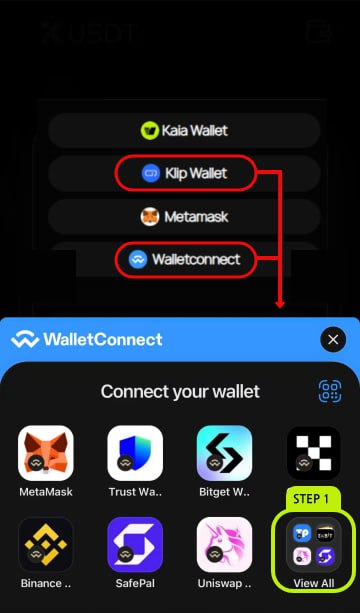 X USDT
Kaia Wallet
Klip Wallet
Metamask
Walletconnect
WalletConnect
Connect your wallet
MetaMask
Trust Wa..
Bitget W..
STEP 1
Binance ..
SafePal
Uniswap ..
View All